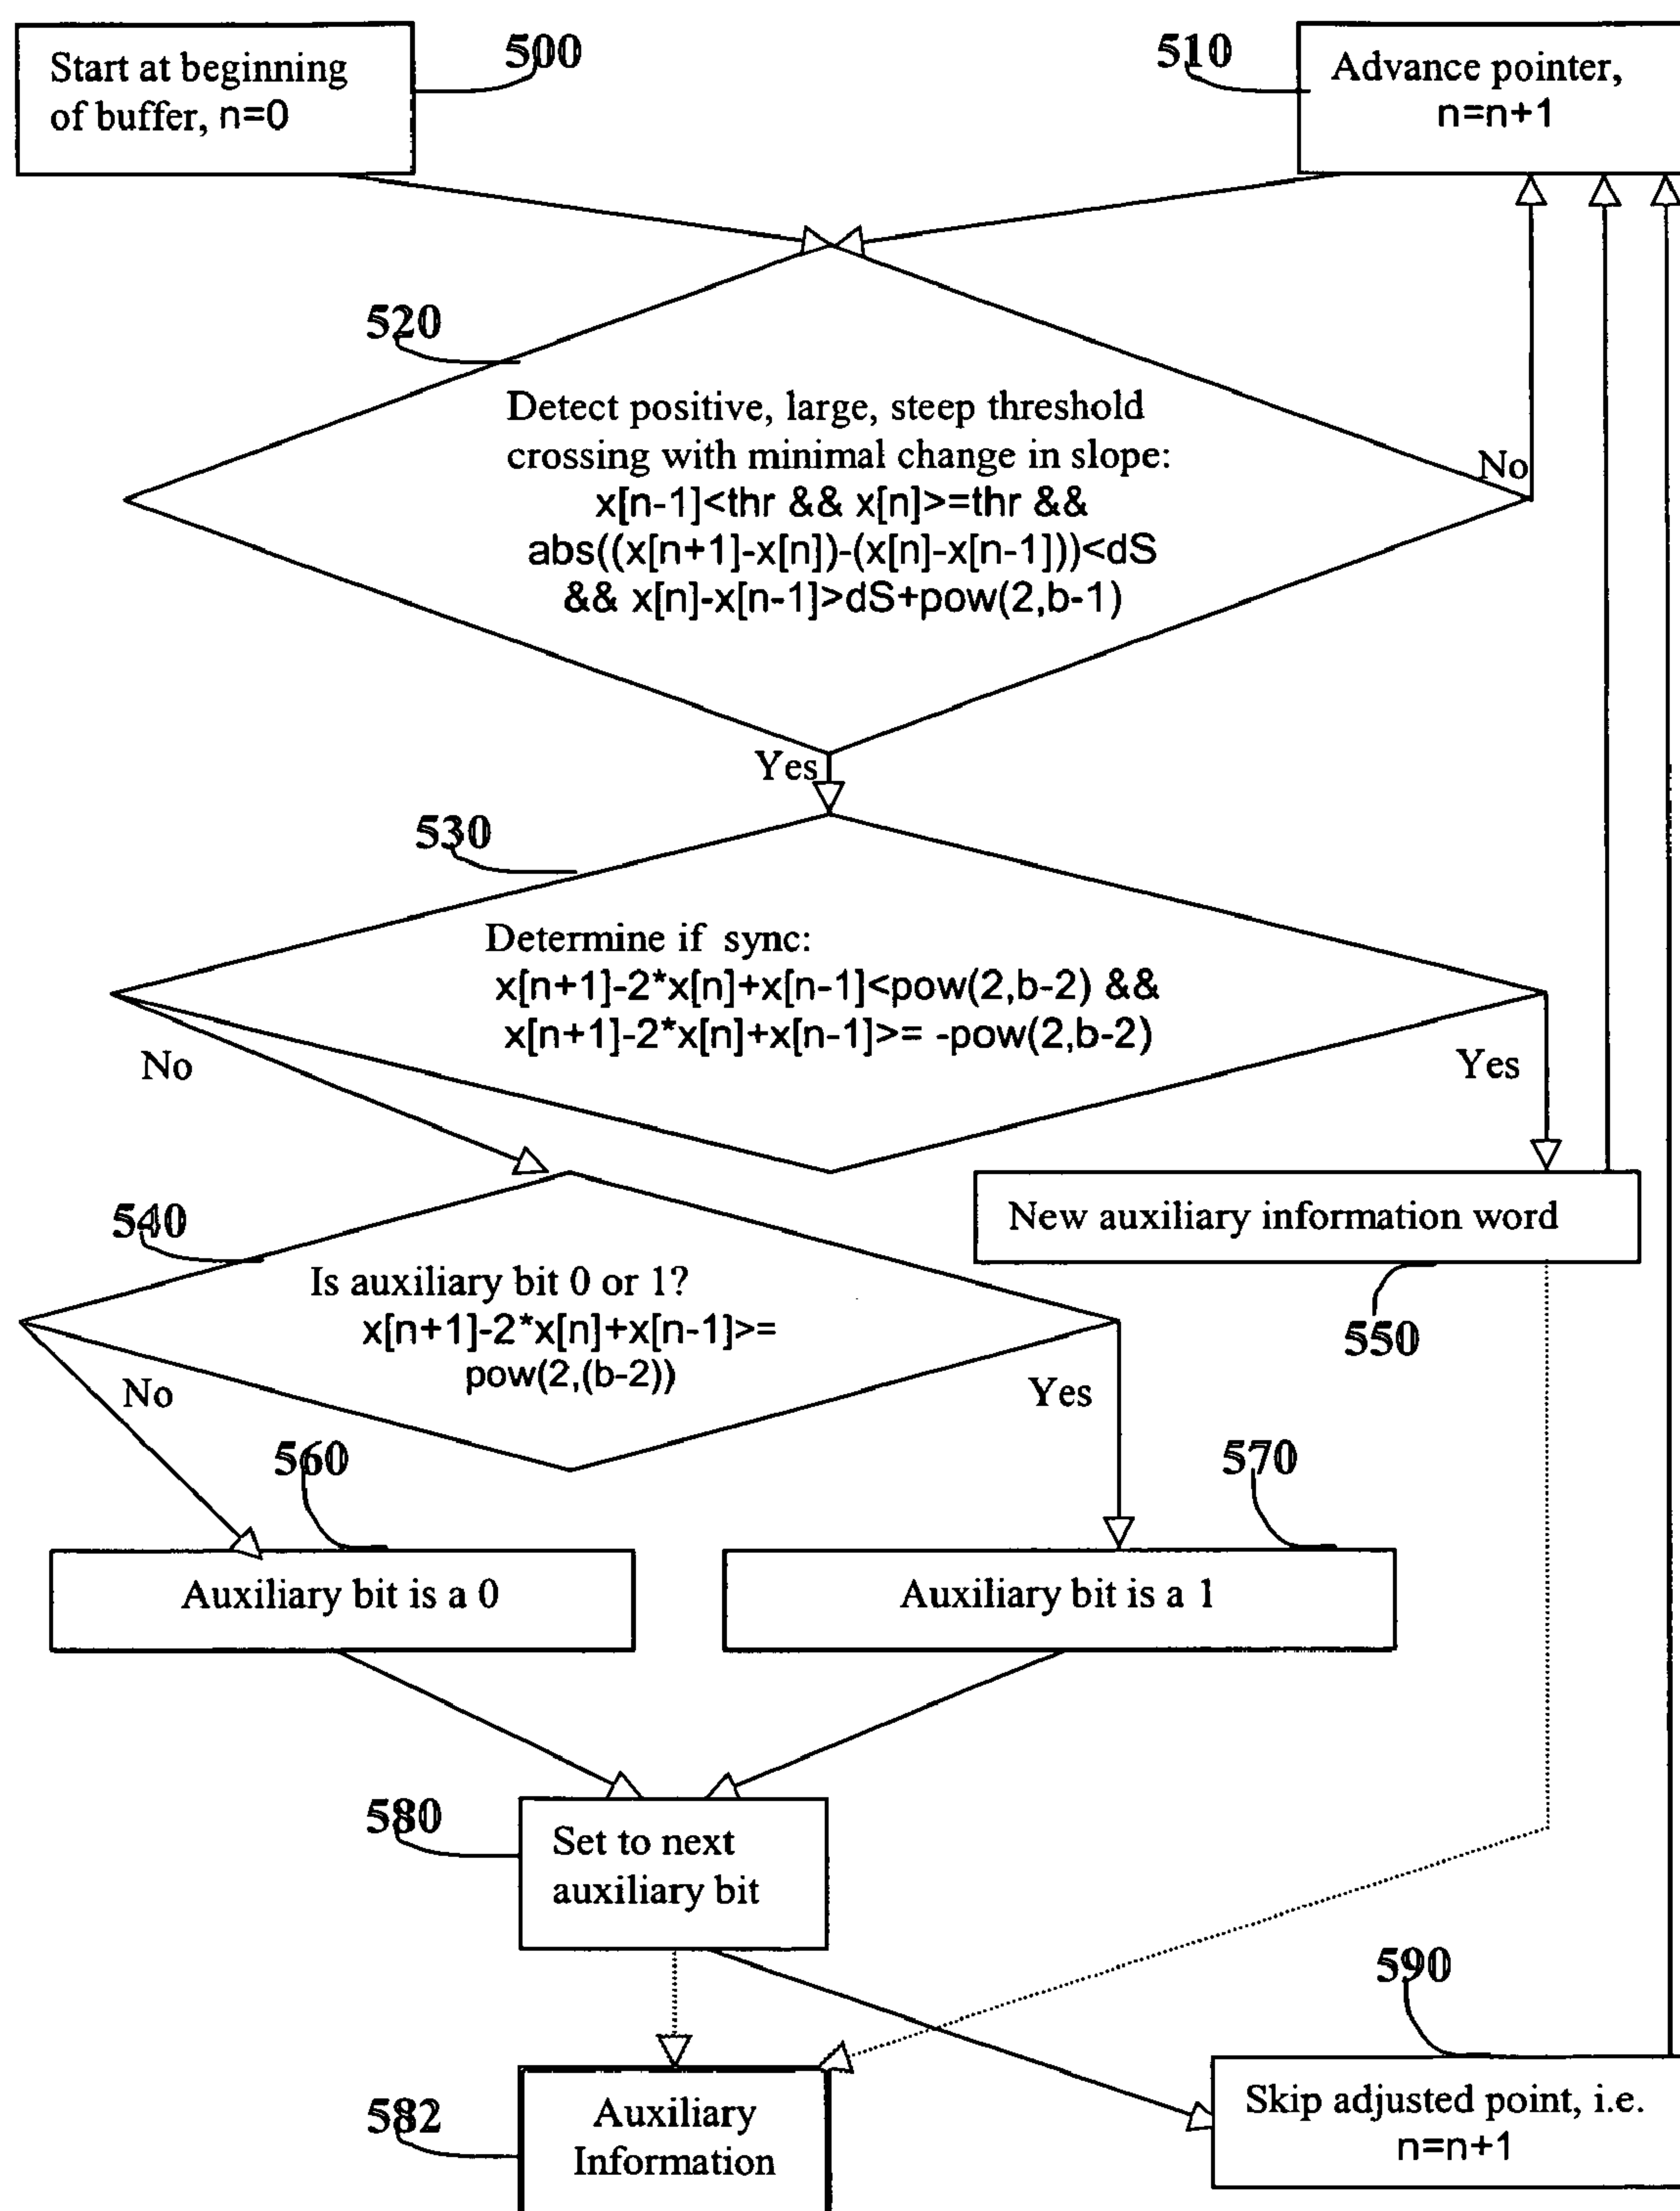 500
510
Start at beginning
of buffer, n=0
Advance pointer,
n=n+1
520
Detect positive, large, steep threshold
crossing with minimal change in slope:
x[n-1]<thr && x[n]>=thr &&
abs((x[n+1]-x[n])-(x[n]-x[n-1]))<dS
&& x[n]-x[n-1]>dS+pow(2,b-1)
No
Yes
530
Determine if sync:
x[n+1]-2*x[n]+x[n-1]<pow(2,b-2) &&
x[n+1]-2*x[n]+x[n-1]>= -pow(2,b-2)
No
Yes
540
New auxiliary information word
550
Is auxiliary bit 0 or 1?
x[n+1]-2*x[n]+x[n-1]>=
pow(2,(b-2))
No
Yes
560
570
Auxiliary bit is a 0
Auxiliary bit is a 1
580
Set to next
auxiliary bit
590
582
Auxiliary
Information
Skip adjusted point, i.e.
n=n+1